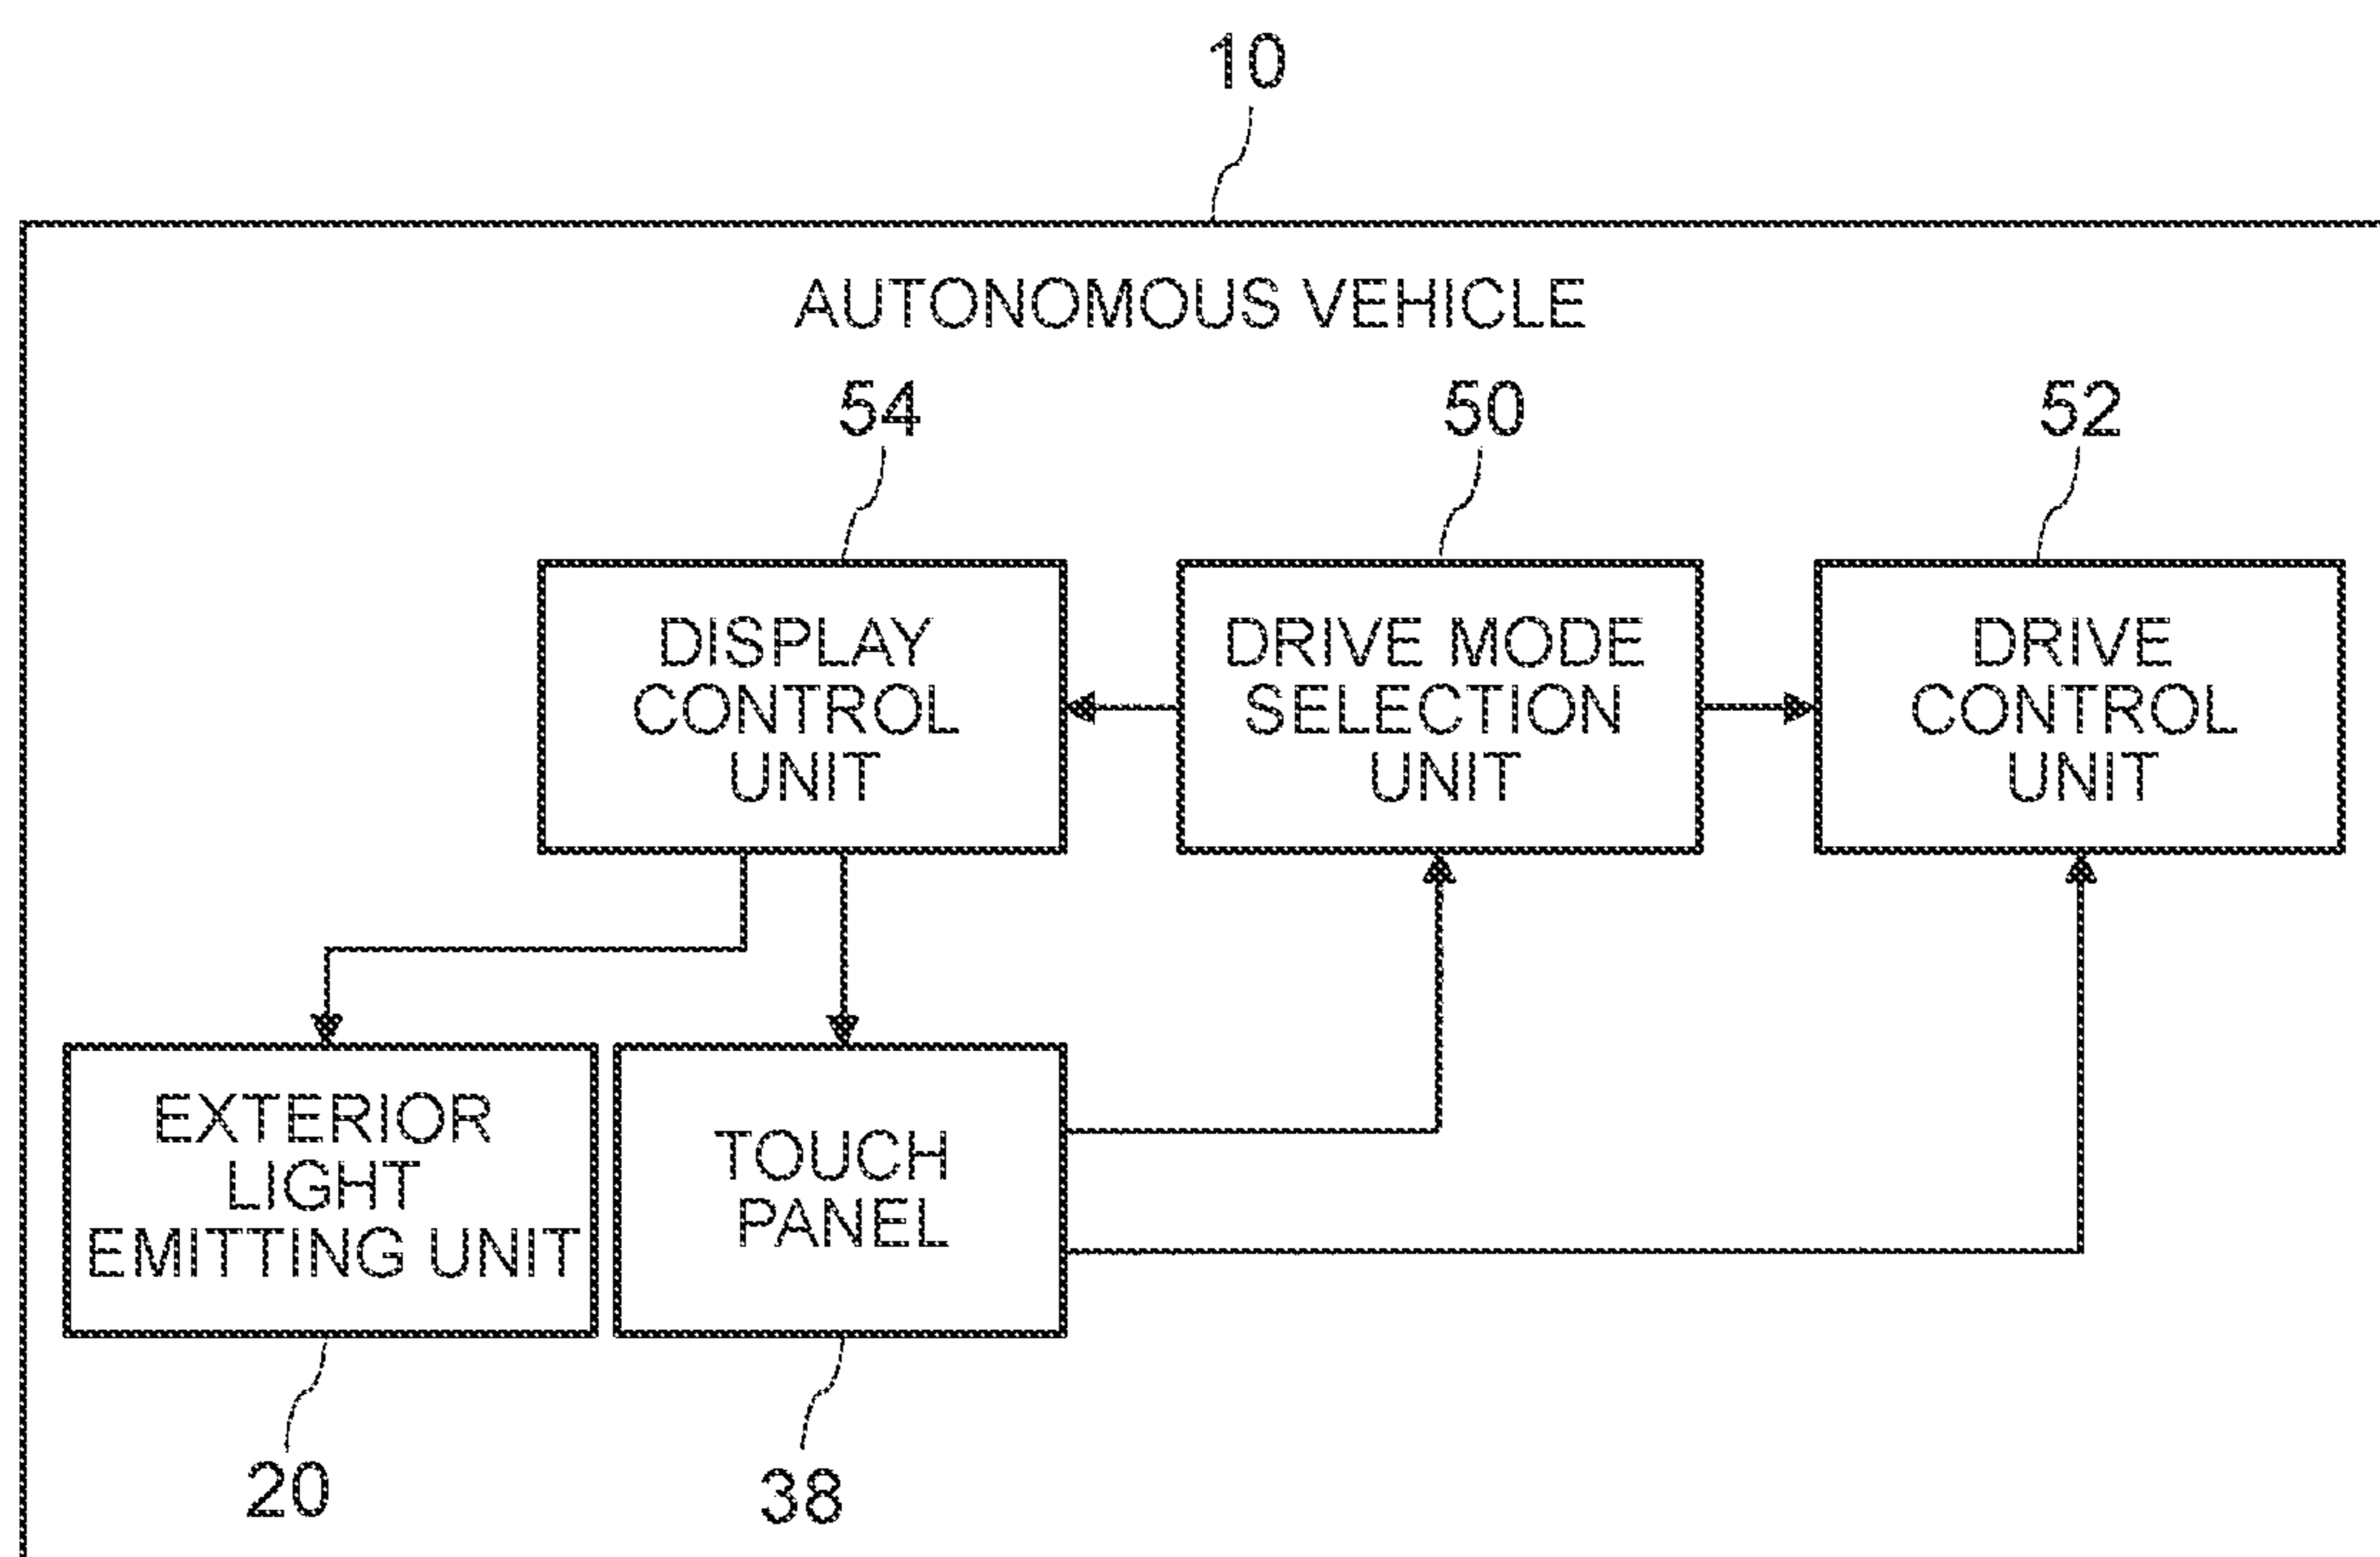 10
AUTONOMOUS VEHICLE
54
50
52
DISPLAY
CONTROL
UNIT
DRIVE MODE
SELECTION
UNIT
DRIVE
CONTROL
UNIT
EXTERIOR
LIGHT
EMITTING UNIT
TOUCH
PANEL
20
38